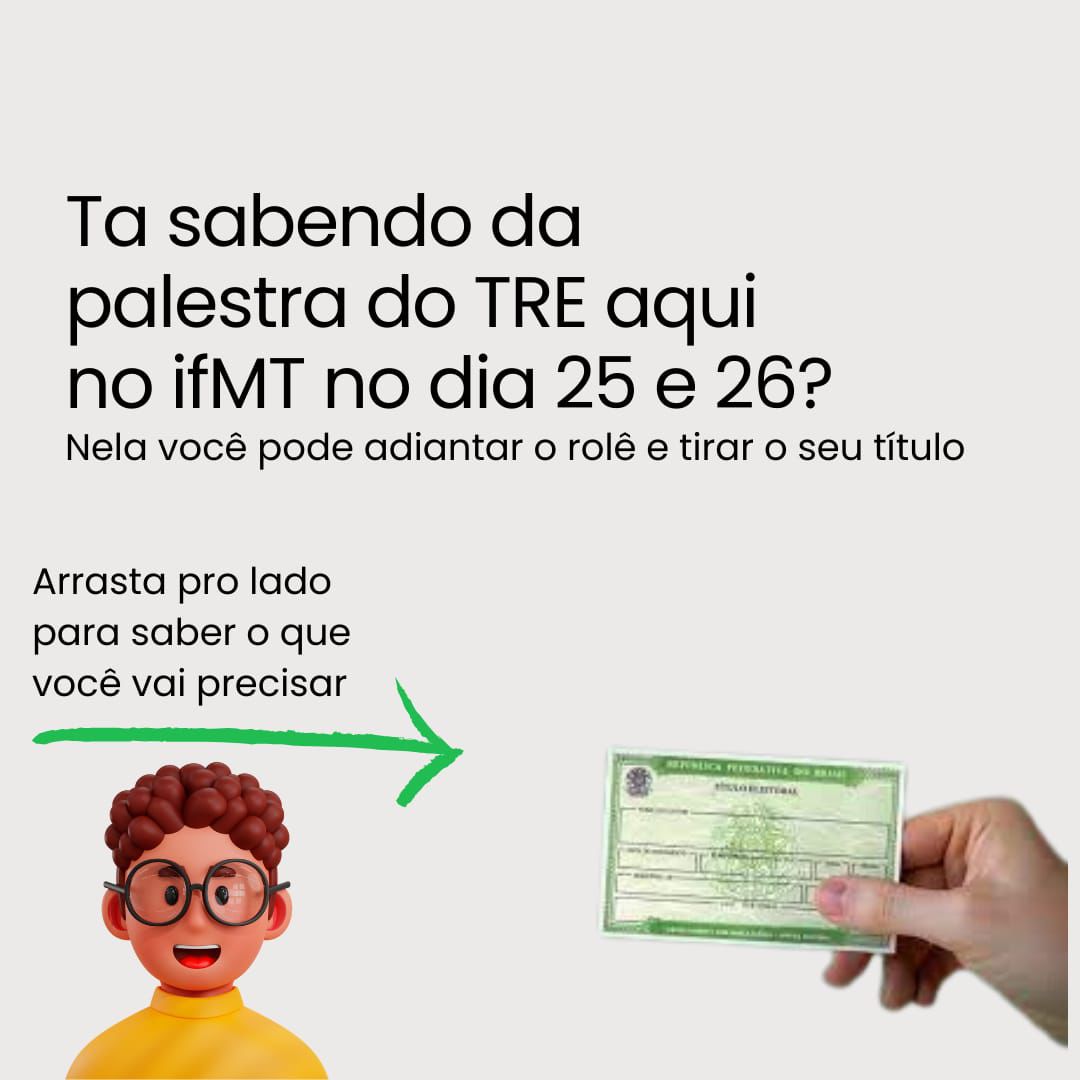 Ta sabendo da
palestra do TRE aqui
no ifMT no dia 25 e 26?
Nela você pode adiantar o rolê e tirar o seu título
Arrasta pro lado
para saber o que
você vai precisar
REPÚBLICA FEDERATIVA DO BRASIL
TÍTULO ELEITORAL